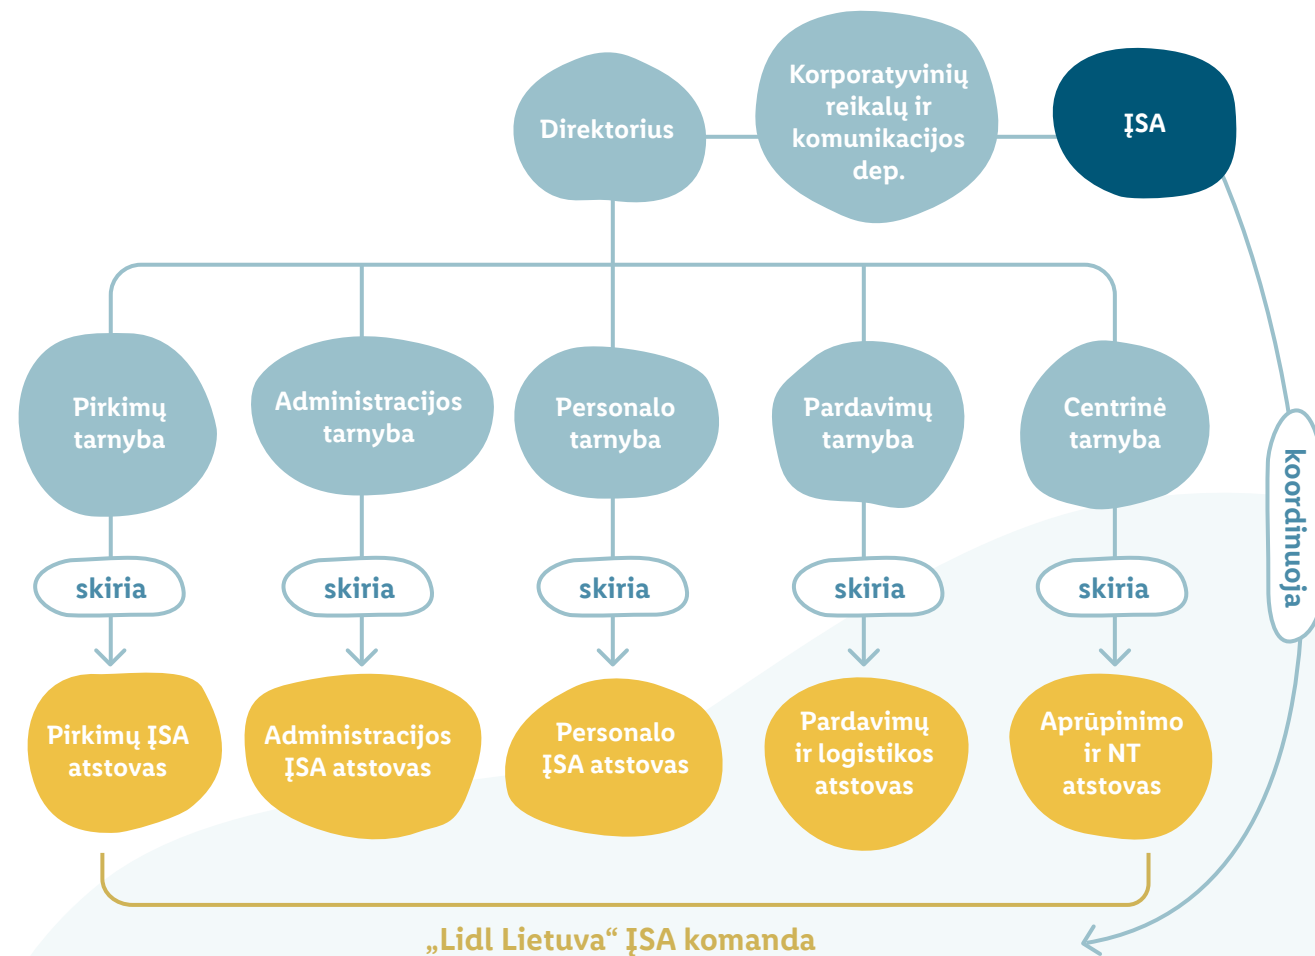 Direktorius
Korporatyvinių
reikalų ir
komunikacijos
dep.
ĮSA
Pirkimų
tarnyba
Administracijos
tarnyba
Personalo
tarnyba
Pardavimų
tarnyba
Centrinė
tarnyba
koordinuoja
skiria
skiria
skiria
skiria
skiria
Pirkimų ĮSA
atstovas
Administracijos
ĮSA atstovas
Personalo
ĮSA atstovas
Pardavimų
ir logistikos
atstovas
Aprūpinimo
ir NT
atstovas
„Lidl Lietuva“ ĮSA komanda